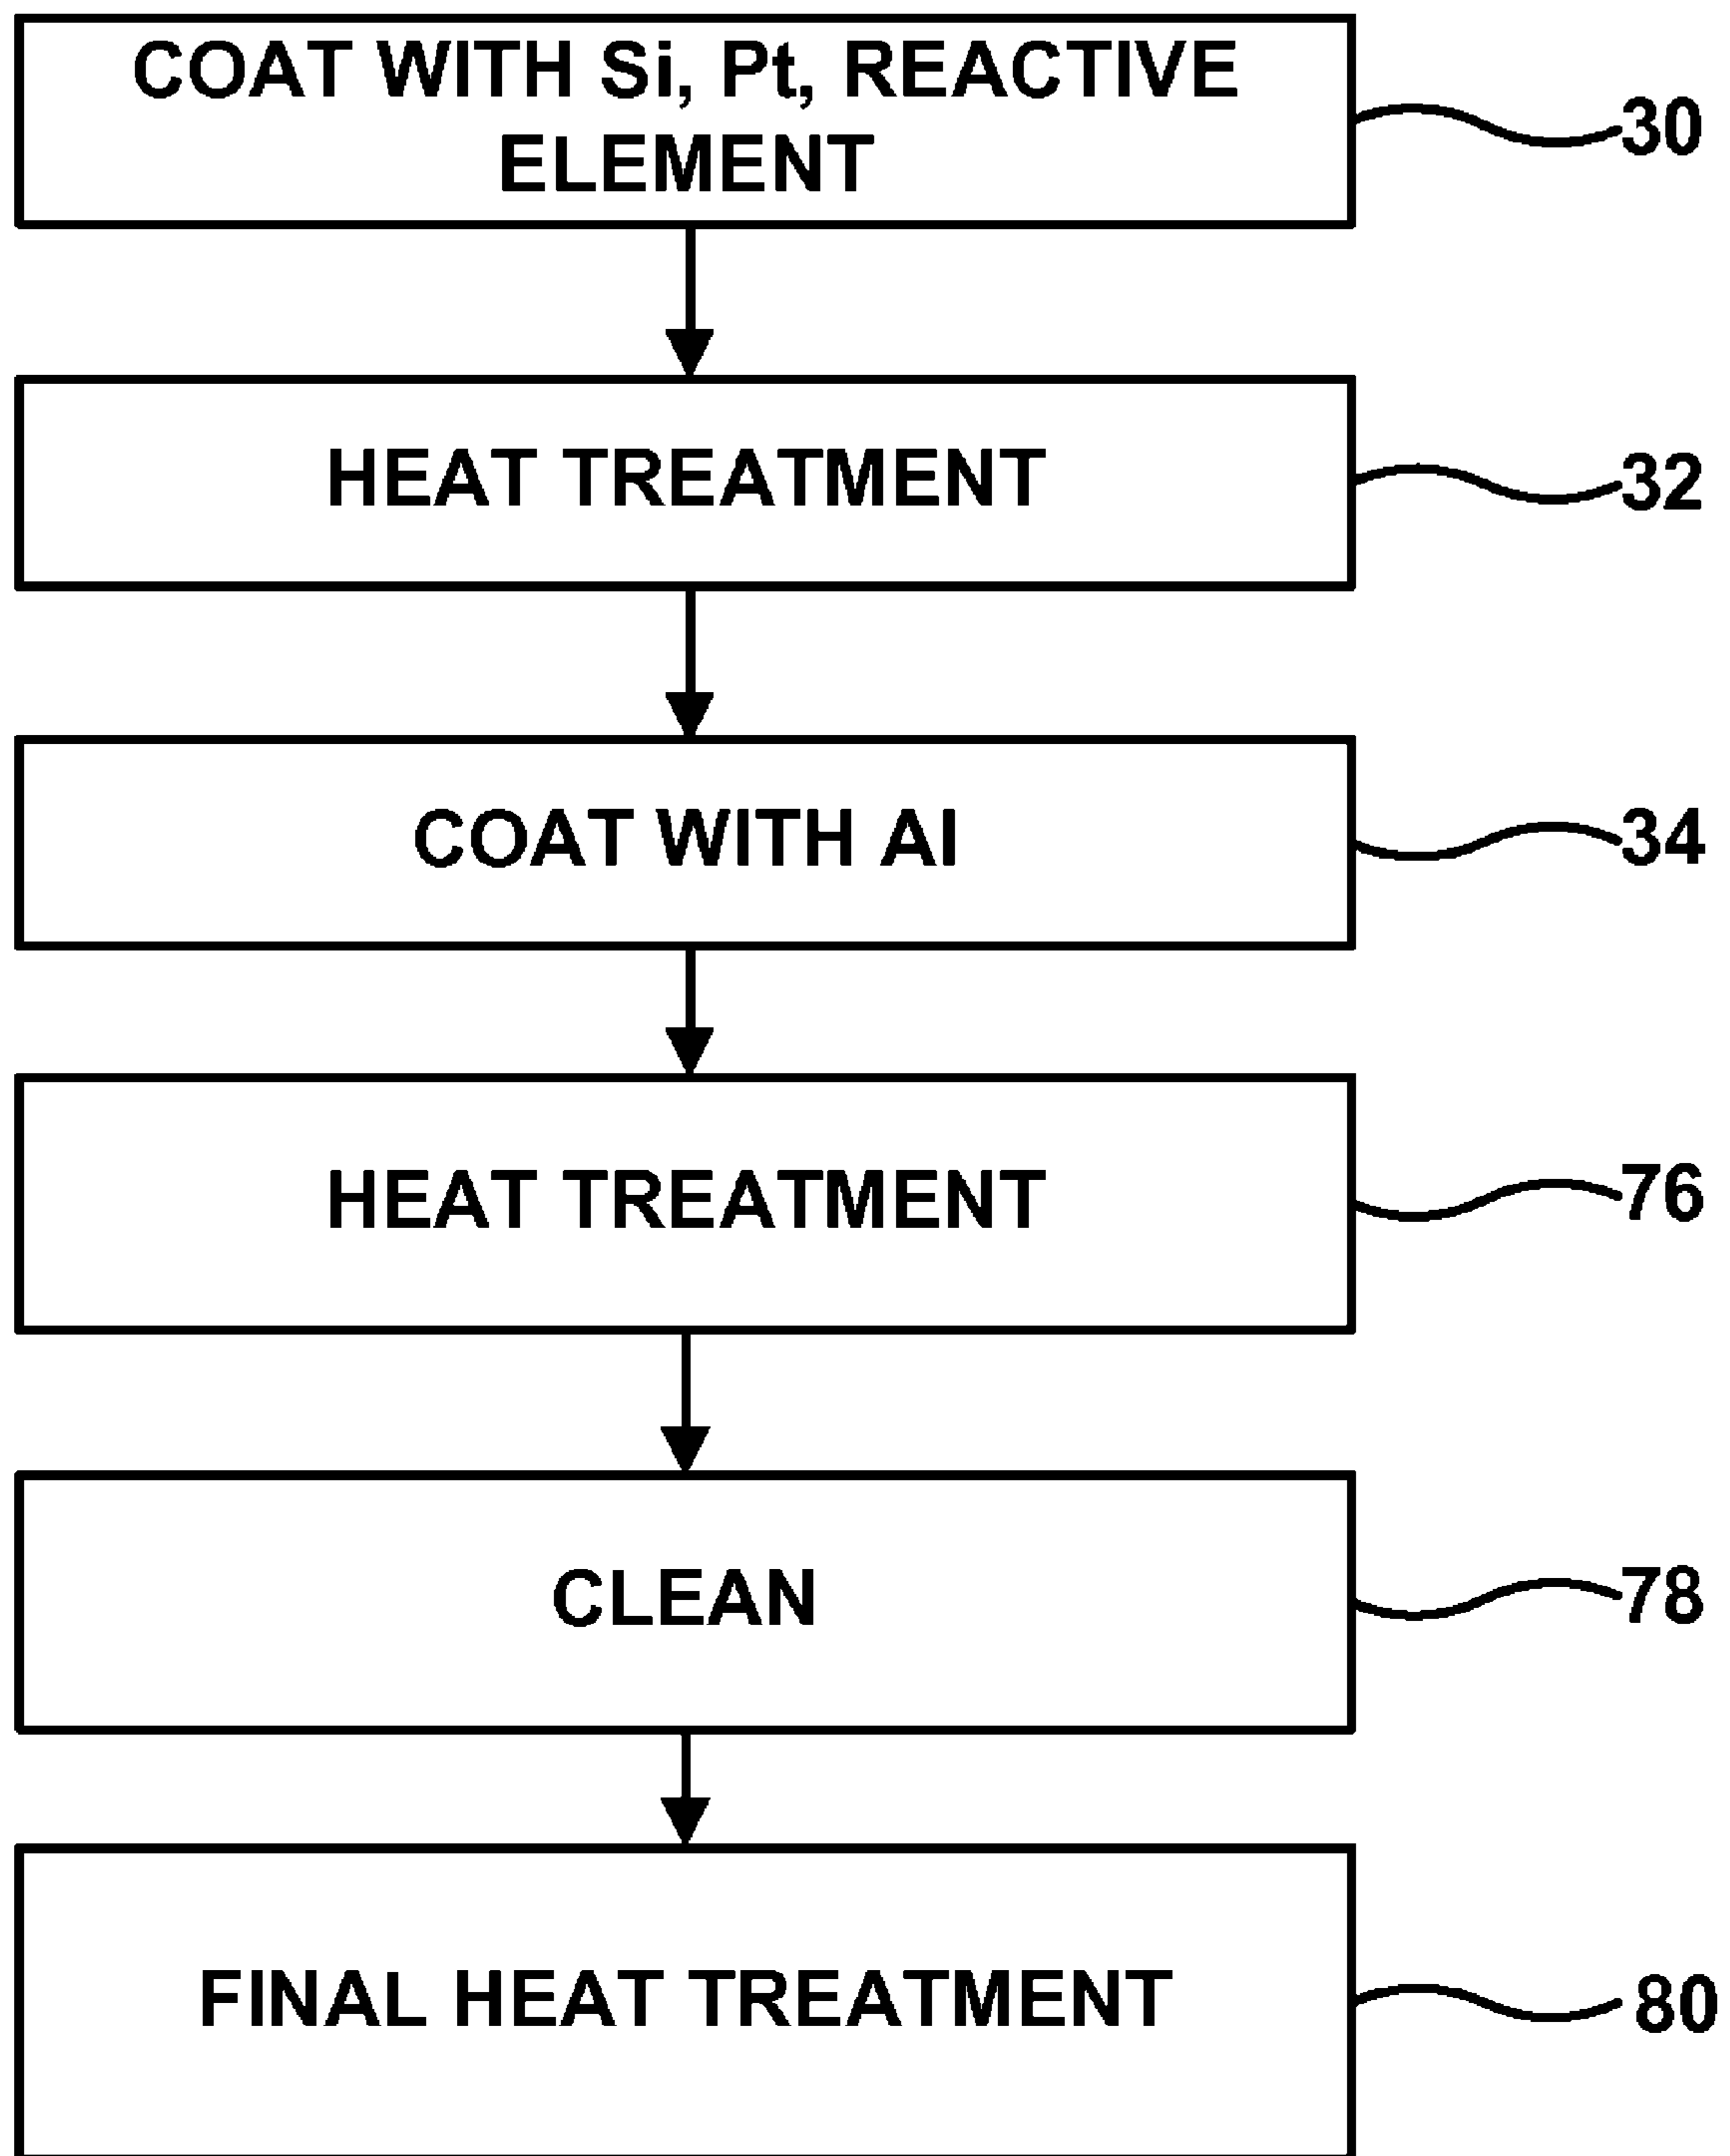 COAT WITH Si, Pt, REACTIVE
ELEMENT
30
HEAT TREATMENT
32
COAT WITH Al
34
HEAT TREATMENT
76
CLEAN
78
FINAL HEAT TREATMENT
80